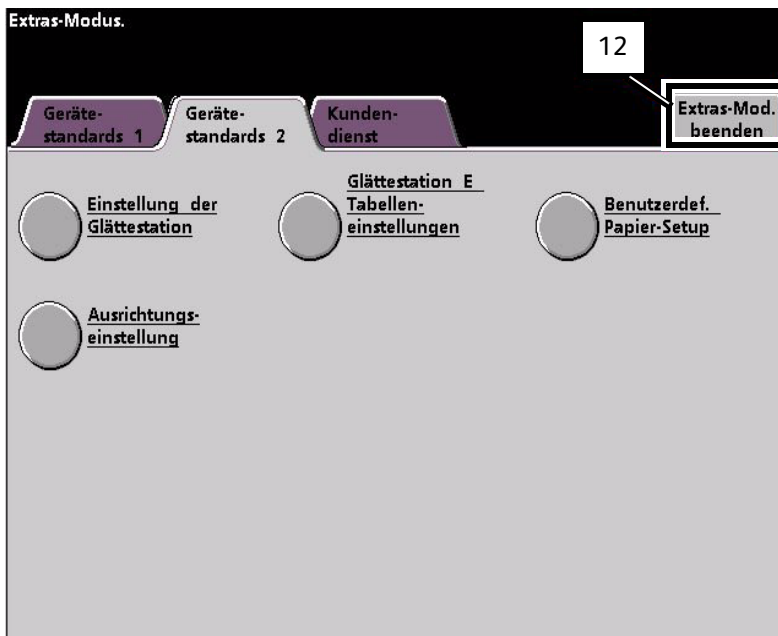 Extras-Modus.
12
Geräte-
standards 1
Geräte-
standards 2
Kunden-
dienst
Extras-Mod.
beenden
Einstellung der
Glättestation
Glättestation E
Tabellen-
einstellungen
Benutzerdef.
Papier-Setup
Ausrichtungs-
einstellung